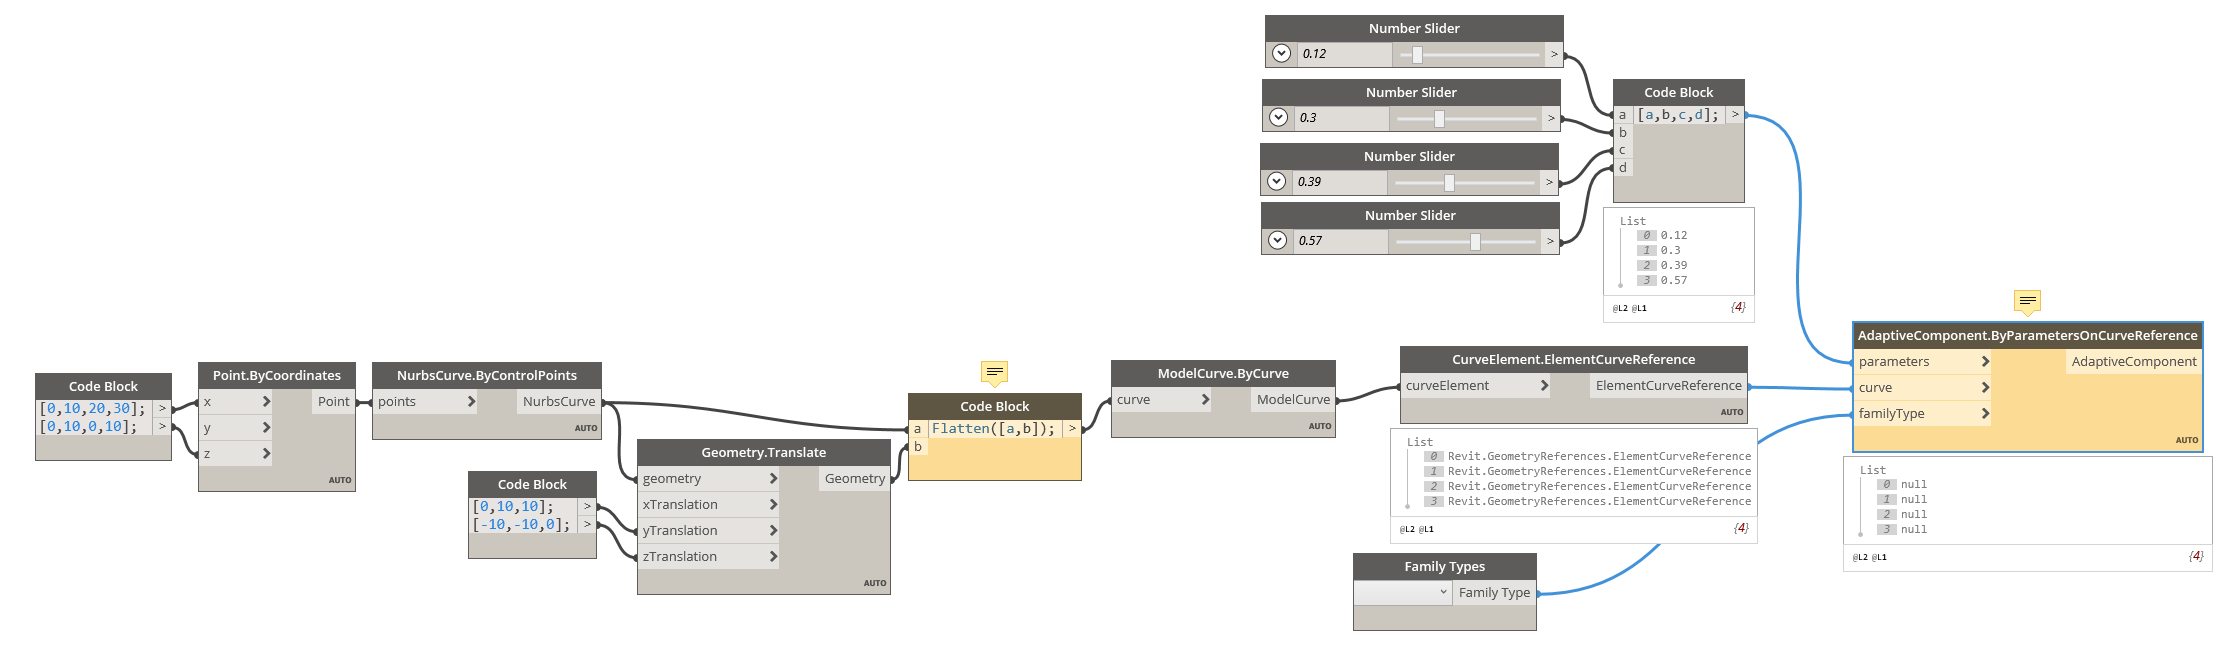 Number Slider
0.12 >
Number Slider
0.3 >
Number Slider
0.39 >
Number Slider
0.57 >
Code Block
a [a,b,c,d]; >
b
c
d
List
0 0.12
1 0.3
2 0.39
3 0.57
@L2 @L1 {4}
Code Block
[0,10,20,30]; >
[0,10,0,10]; >
Point.ByCoordinates
x > Point
y >
z >
AUTO
NurbsCurve.ByControlPoints
points > NurbsCurve
AUTO
Code Block
[0,10,10]; >
[-10,-10,0]; >
Geometry.Translate
geometry > Geometry
xTranslation >
yTranslation >
zTranslation >
AUTO
Code Block
a Flatten([a,b]); >
b
ModelCurve.ByCurve
curve > ModelCurve
AUTO
CurveElement.ElementCurveReference
curveElement > ElementCurveReference
AUTO
List
0 Revit.GeometryReferences.ElementCurveReference
1 Revit.GeometryReferences.ElementCurveReference
2 Revit.GeometryReferences.ElementCurveReference
3 Revit.GeometryReferences.ElementCurveReference
@L2 @L1 {4}
Family Types
Family Type
AdaptiveComponent.ByParametersOnCurveReference
parameters > AdaptiveComponent
curve >
familyType >
AUTO
List
0 null
1 null
2 null
3 null
@L2 @L1 {4}